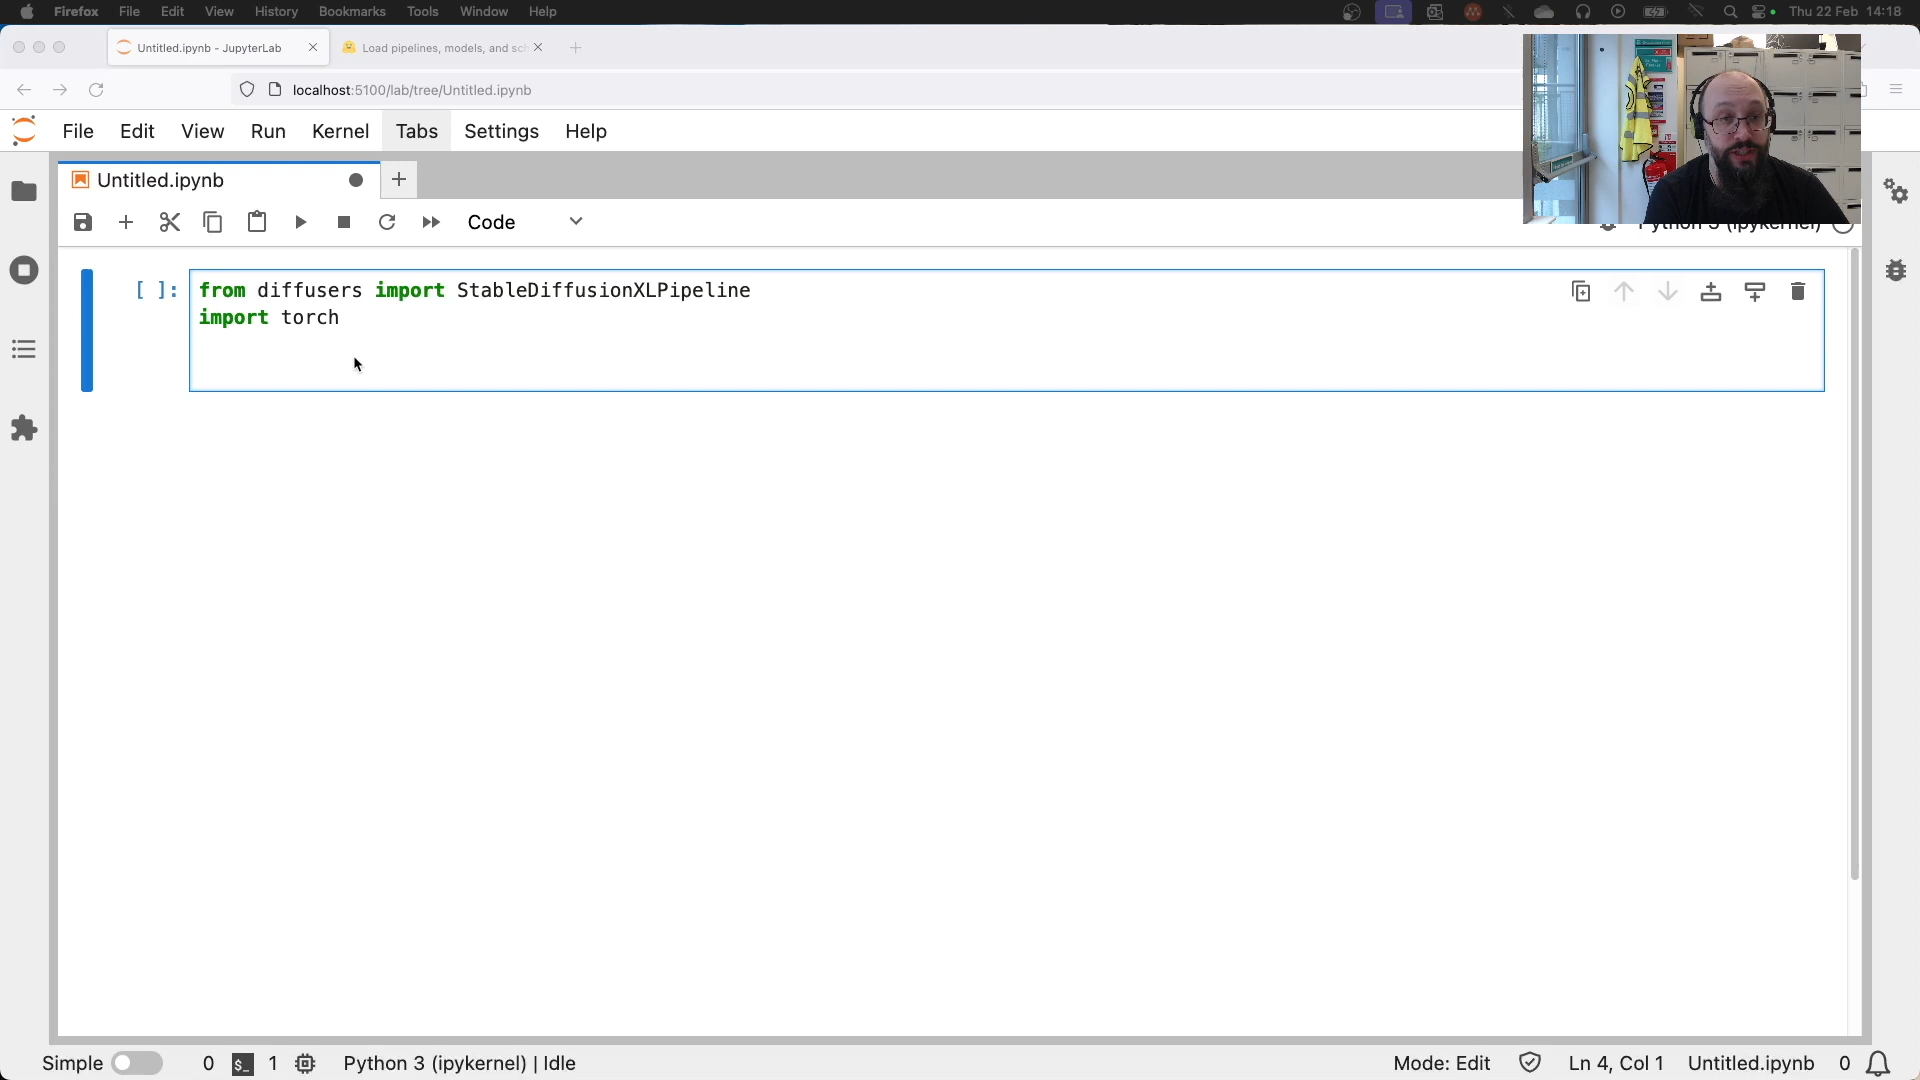 Firefox File Edit View History Bookmarks Tools Window Help Thu 22 Feb 14:18
Untitled.ipynb - JupyterLab Load pipelines, models, and sch
localhost:5100/lab/tree/Untitled.ipynb
File Edit View Run Kernel Tabs Settings Help
Untitled.ipynb
Code Python 3 (ipykernel)
[ ]: from diffusers import StableDiffusionXLPipeline
import torch
Simple 0 $_ 1 Python 3 (ipykernel) | Idle Mode: Edit Ln 4, Col 1 Untitled.ipynb 0